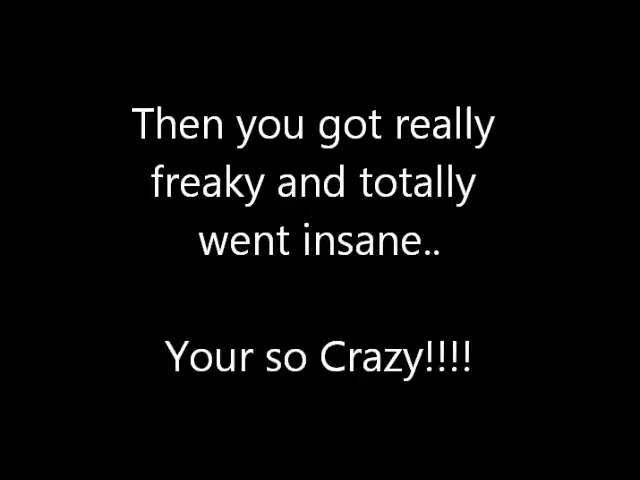 Then you got really
freaky and totally
went insane..
Your so Crazy!!!!